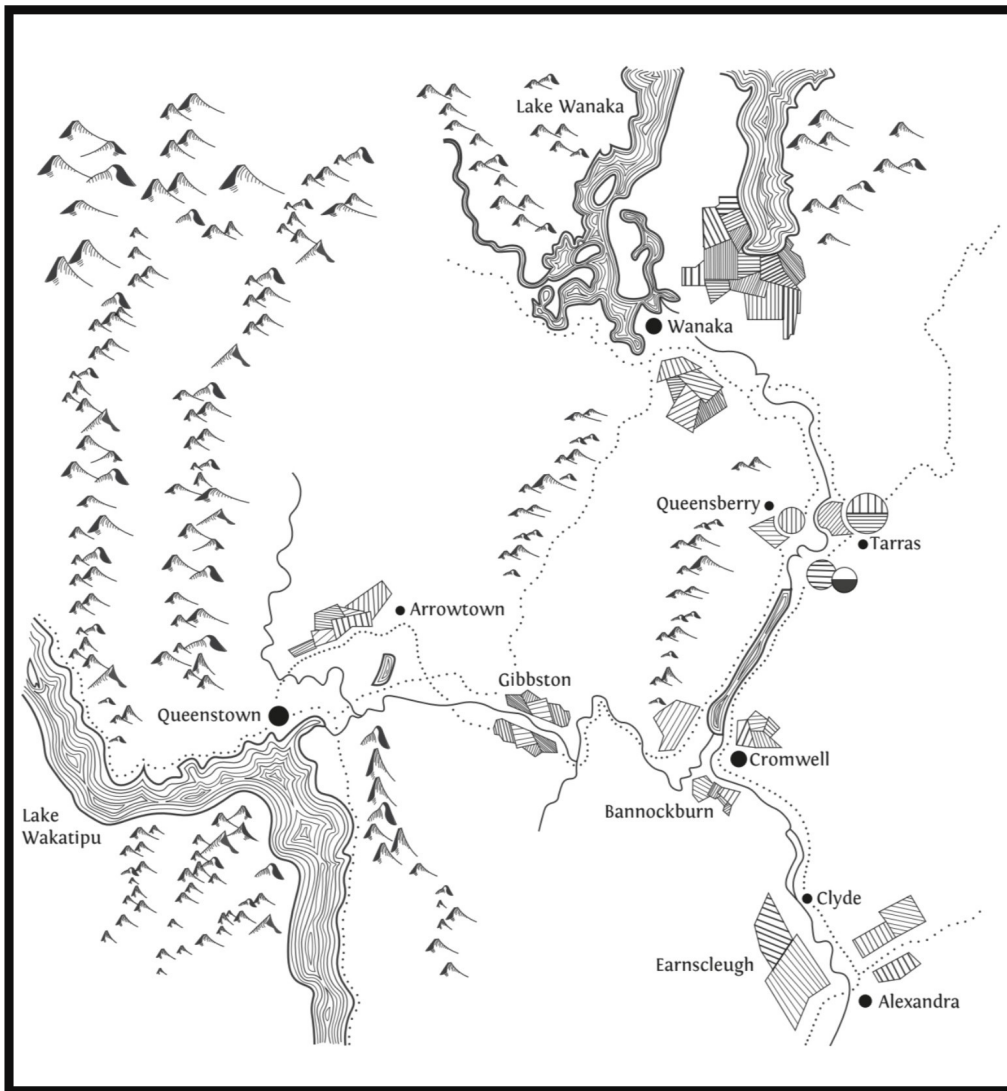 Lake Wanaka
Wanaka
Queensberry
Tarras
Arrowtown
Gibbston
Queenstown
Cromwell
Bannockburn
Lake
Wakatipu
Clyde
Earnscleugh
Alexandra